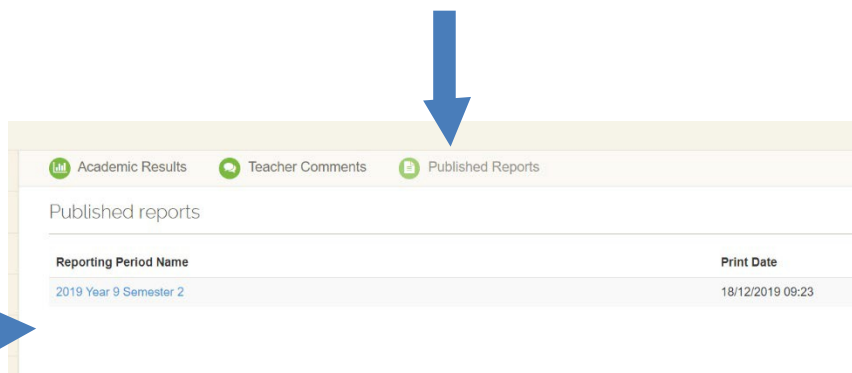 Academic Results Teacher Comments Published Reports
Published reports
Reporting Period Name Print Date
2019 Year 9 Semester 2 18/12/2019 09:23